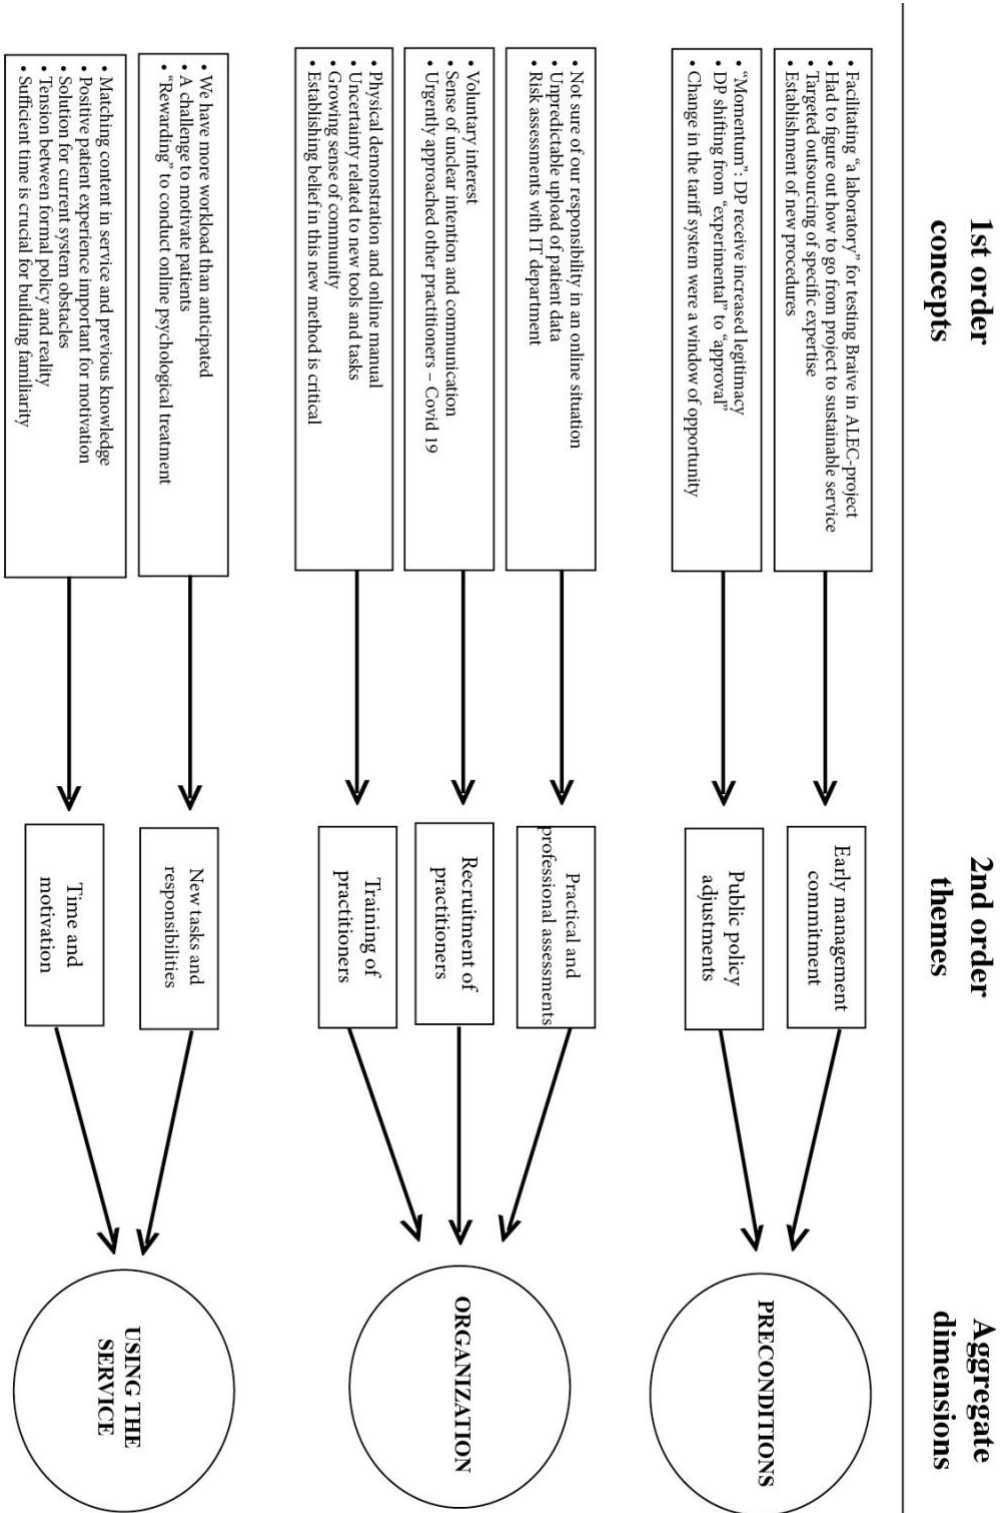 1st order
concepts
2nd order
themes
Aggregate
dimensions
• Facilitating “a laboratory” for testing Braive in ALEC-project
• Had to figure out how to go from project to sustainable service
• Targeted outsourcing of specific expertise
• Establishment of new procedures
Early management
commitment
• “Momentum”: DP receive increased legitimacy
• DP shifting from “experimental” to “approval”
• Change in the tariff system were a window of opportunity
Public policy
adjustments
PRECONDITIONS
• Not sure of our responsibility in an online situation
• Unpredictable upload of patient data
• Risk assessments with IT department
Practical and
professional assessments
• Voluntary interest
• Sense of unclear intention and communication
• Urgently approached other practitioners – Covid 19
Recruitment of
practitioners
• Physical demonstration and online manual
• Uncertainty related to new tools and tasks
• Growing sense of community
• Establishing belief in this new method is critical
Training of
practitioners
ORGANIZATION
• We have more workload than anticipated
• A challenge to motivate patients
• “Rewarding” to conduct online psychological treatment
New tasks and
responsibilities
• Matching content in service and previous knowledge
• Positive patient experience important for motivation
• Solution for current system obstacles
• Tension between formal policy and reality
• Sufficient time is crucial for building familiarity
Time and
motivation
USING THE
SERVICE